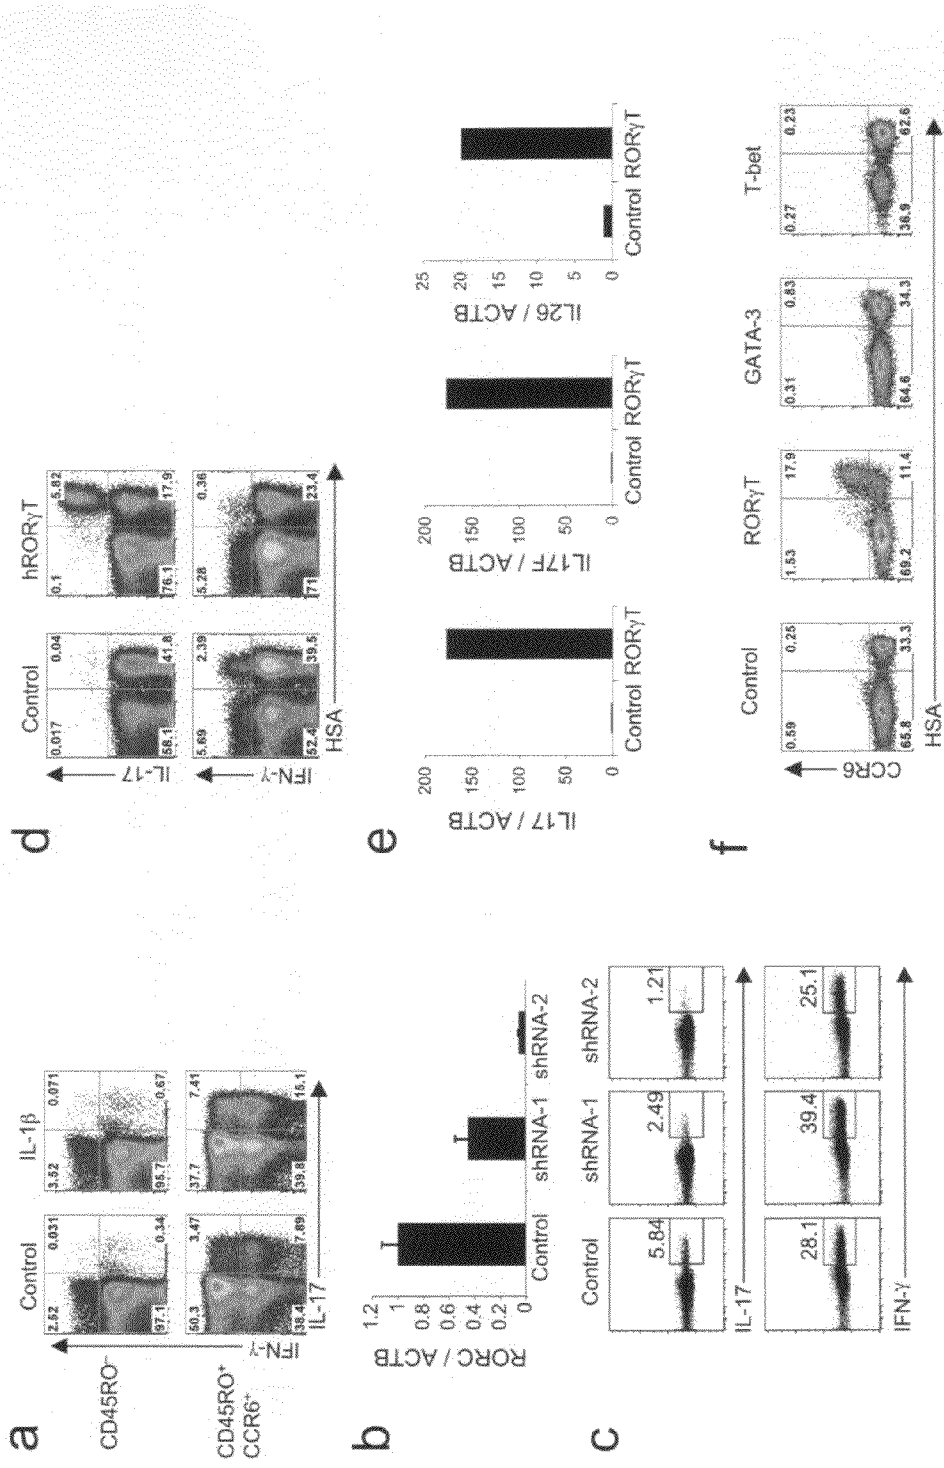 a
Control IL-1β
CD45RO⁻
2.52 0.031 3.52 0.071
97.1 0.34 95.7 0.67
CD45RO⁺
CCR6⁺
50.3 3.47 37.7 7.41
38.4 7.89 39.8 15.1
IFN-γ
IL-17
b
RORC / ACTB
1.2
1
0.8
0.6
0.4
0.2
0
Control shRNA-1 shRNA-2
c
Control shRNA-1 shRNA-2
5.84 2.49 1.21
IL-17
28.1 39.4 25.1
IFN-γ
d
Control hRORγT
IL-17
0.017 0.04 0.1 5.82
58.1 41.8 76.1 17.9
IFN-γ
5.69 2.39 5.28 0.36
52.4 39.5 71 23.4
HSA
e
IL17 / ACTB
200
150
100
50
0
Control RORγT
IL17F / ACTB
200
150
100
50
0
Control RORγT
IL26 / ACTB
25
20
15
10
5
0
Control RORγT
f
Control RORγT GATA-3 T-bet
CCR6
0.59 0.25 1.53 17.9 0.31 0.83 0.27 0.23
65.8 33.3 69.2 11.4 64.6 34.3 36.9 62.6
HSA